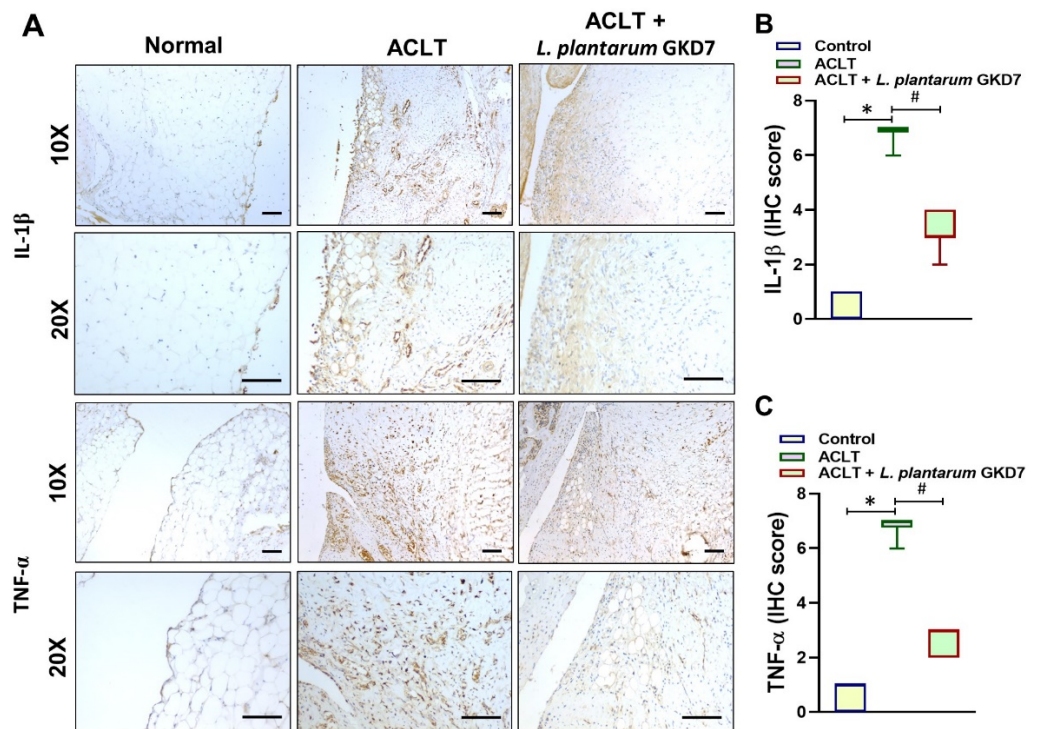 A
Normal
ACLT
ACLT +
L. plantarum GKD7
IL-1β
10X
20X
TNF-α
10X
20X
B
Control
ACLT
ACLT + L. plantarum GKD7
IL-1β (IHC score)
8
6
4
2
0
*
#
C
Control
ACLT
ACLT + L. plantarum GKD7
TNF-α (IHC score)
8
6
4
2
0
*
#